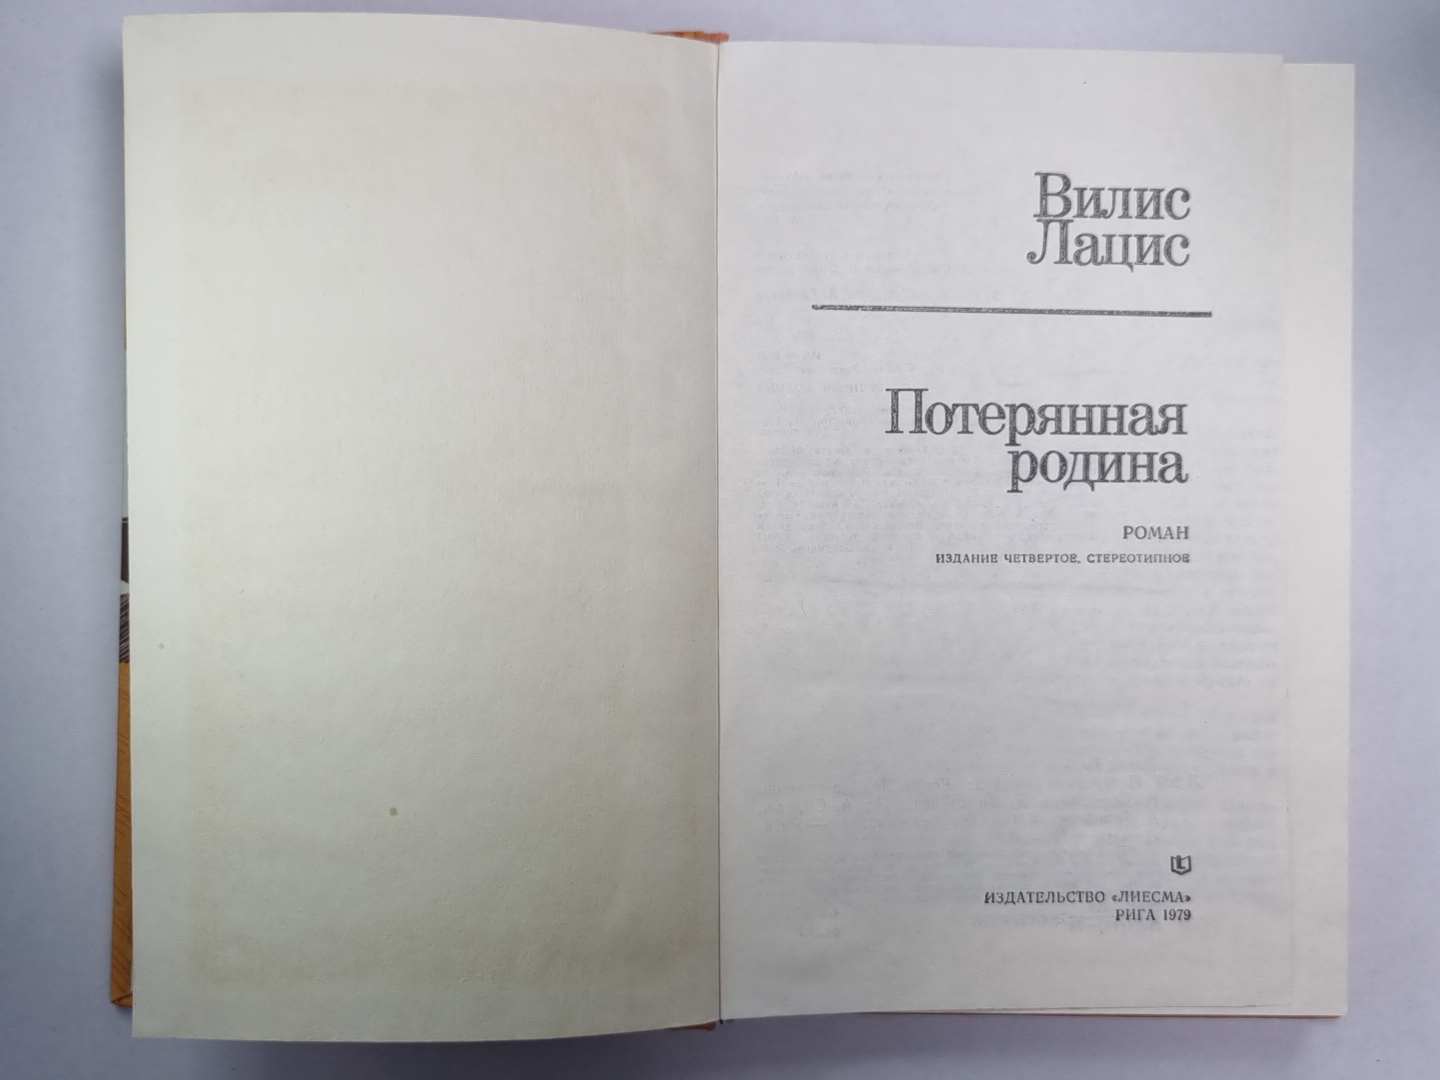 Вилис
Лацис
Потерянная
родина
РОМАН
ИЗДАНИЕ ЧЕТВЕРТОЕ, СТЕРЕОТИПНОЕ
ИЗДАТЕЛЬСТВО «ЛИЕСМА»
РИГА 1979